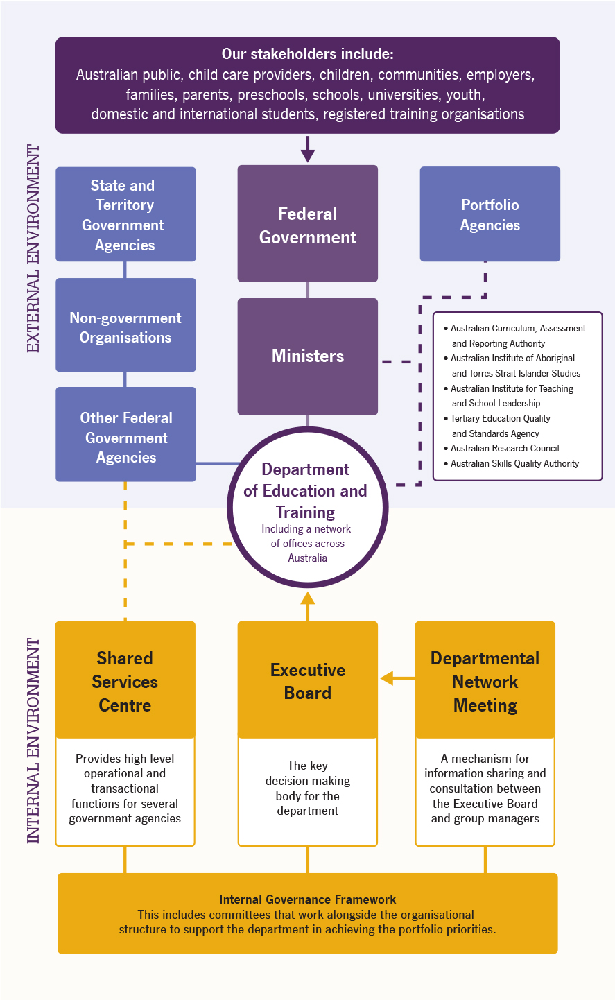 Our stakeholders include:
Australian public, child care providers, children, communities, employers,
families, parents, preschools, schools, universities, youth,
domestic and international students, registered training organisations
EXTERNAL ENVIRONMENT
State and
Territory
Government
Agencies
Federal
Government
Portfolio
Agencies
Non-government
Organisations
Ministers
• Australian Curriculum, Assessment
and Reporting Authority
• Australian Institute of Aboriginal
and Torres Strait Islander Studies
• Australian Institute for Teaching
and School Leadership
• Tertiary Education Quality
and Standards Agency
• Australian Research Council
• Australian Skills Quality Authority
Other Federal
Government
Agencies
Department
of Education and
Training
Including a network
of offices across
Australia
INTERNAL ENVIRONMENT
Shared
Services
Centre
Provides high level
operational and
transactional
functions for several
government agencies
Executive
Board
The key
decision making
body for the
department
Departmental
Network
Meeting
A mechanism for
information sharing and
consultation between
the Executive Board
and group managers
Internal Governance Framework
This includes committees that work alongside the organisational
structure to support the department in achieving the portfolio priorities.